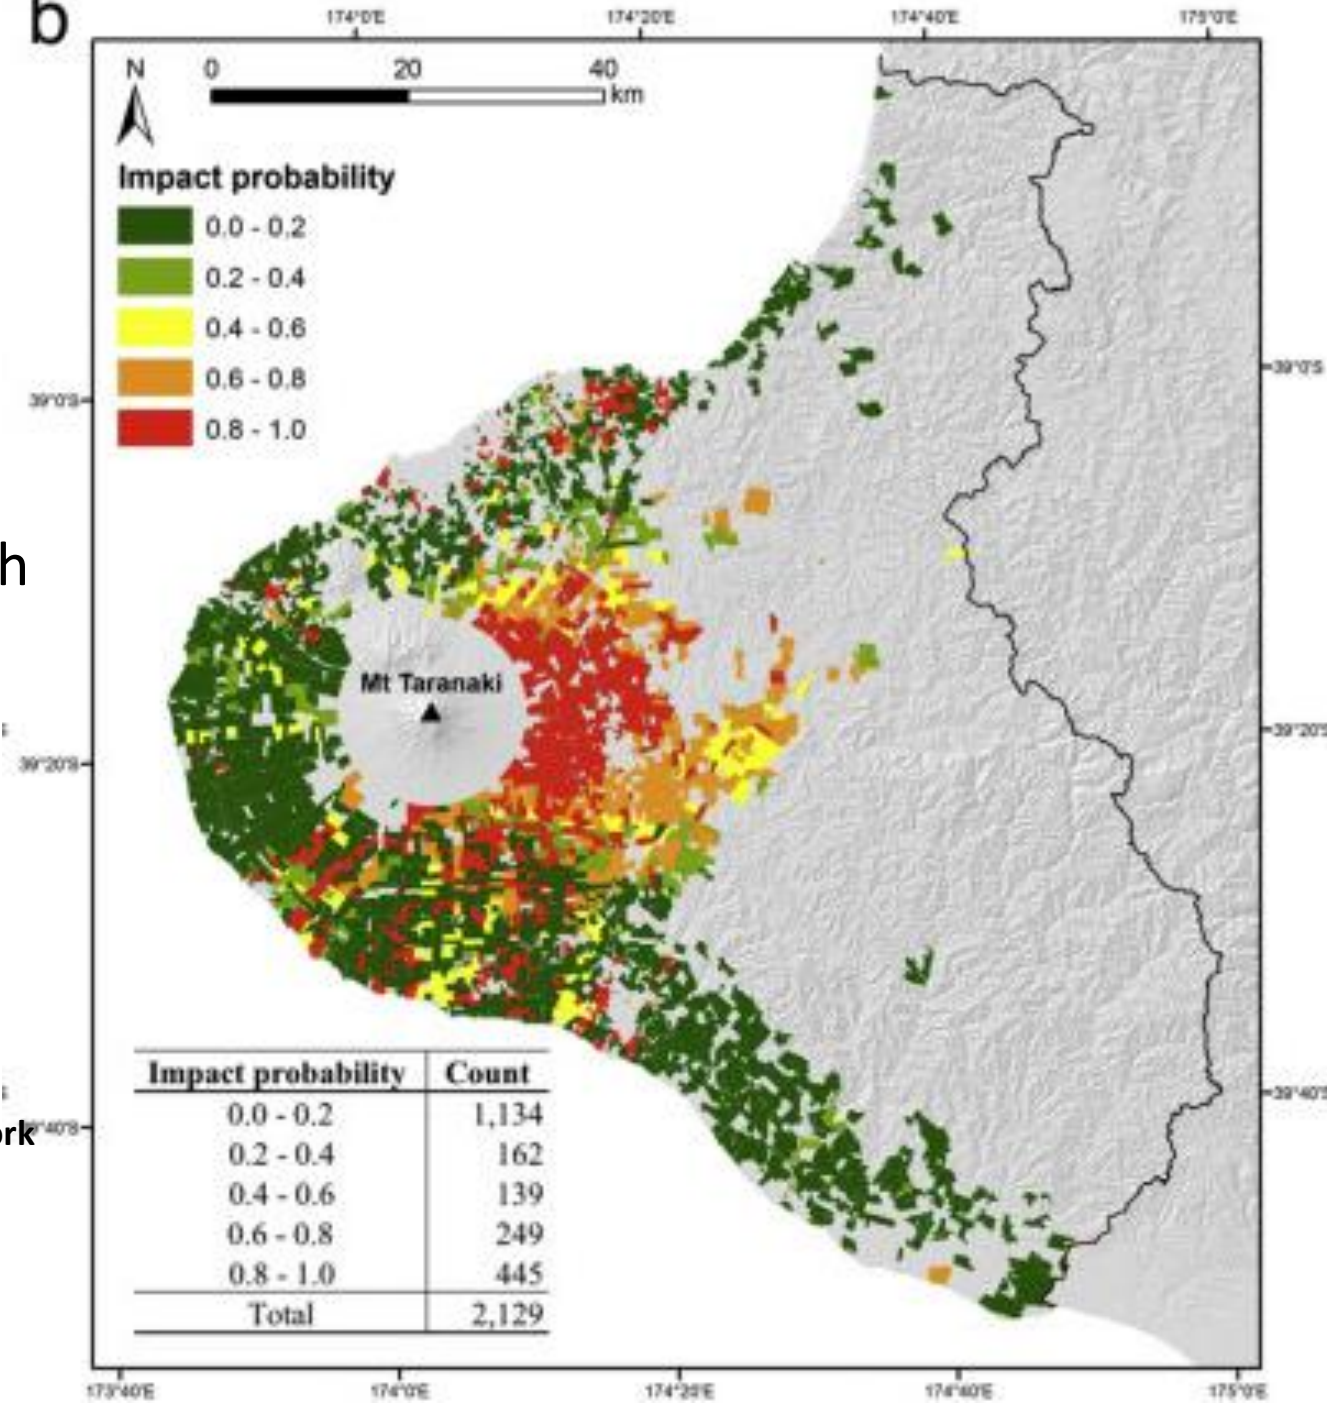 b
174°0'E 174°20'E 174°40'E 175°0'E
N 0 20 40
km
Impact probability
0.0 - 0.2
0.2 - 0.4
0.4 - 0.6
0.6 - 0.8
0.8 - 1.0
39°0'S
39°0'S
h
Mt Taranaki
39°20'S
39°20'S
Impact probability Count
0.0 - 0.2 1,134
0.2 - 0.4 162
0.4 - 0.6 139
0.6 - 0.8 249
0.8 - 1.0 445
Total 2,129
39°40'S
ork 39°40'S
173°40'E 174°0'E 174°20'E 174°40'E 175°0'E